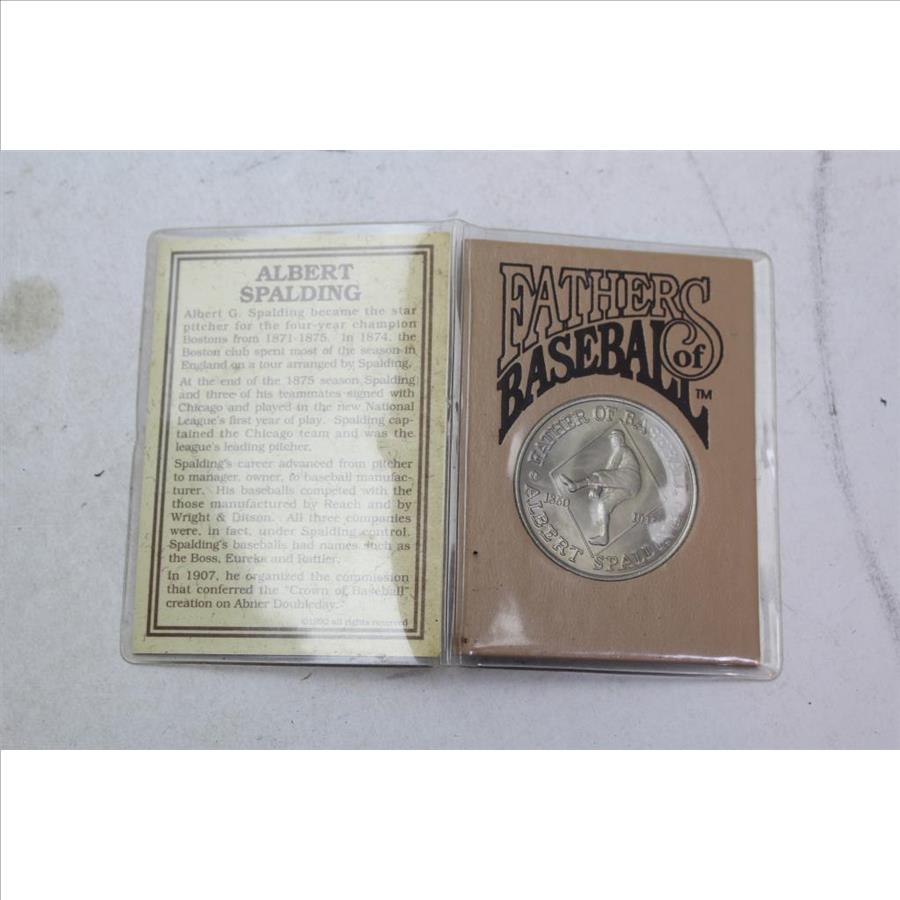 ALBERT
SPALDING
Albert G. Spalding became the star
pitcher for the four-year champion
Bostons from 1871-1875. In 1874, the
Boston club spent most of the season in
England on a tour arranged by Spalding.
At the end of the 1875 season Spalding
and three of his teammates signed with
Chicago and played in the new National
League's first year of play. Spalding cap-
tained the Chicago team and was the
league's leading pitcher.
Spalding's career advanced from pitcher
to manager, owner, to baseball manufac-
turer. His baseballs competed with the
those manufactured by Reach and by
Wright & Ditson. All three companies
were, in fact, under Spalding control.
Spalding's baseballs had names such as
the Boss, Eureka and Rattler.
In 1907, he organized the commission
that conferred the "Crown of Baseball"
creation on Abner Doubleday.
©1992 all rights reserved
FATHERS
of
BASEBALL™
FATHER OF BASEBALL
1850
ALBERT SPALDING